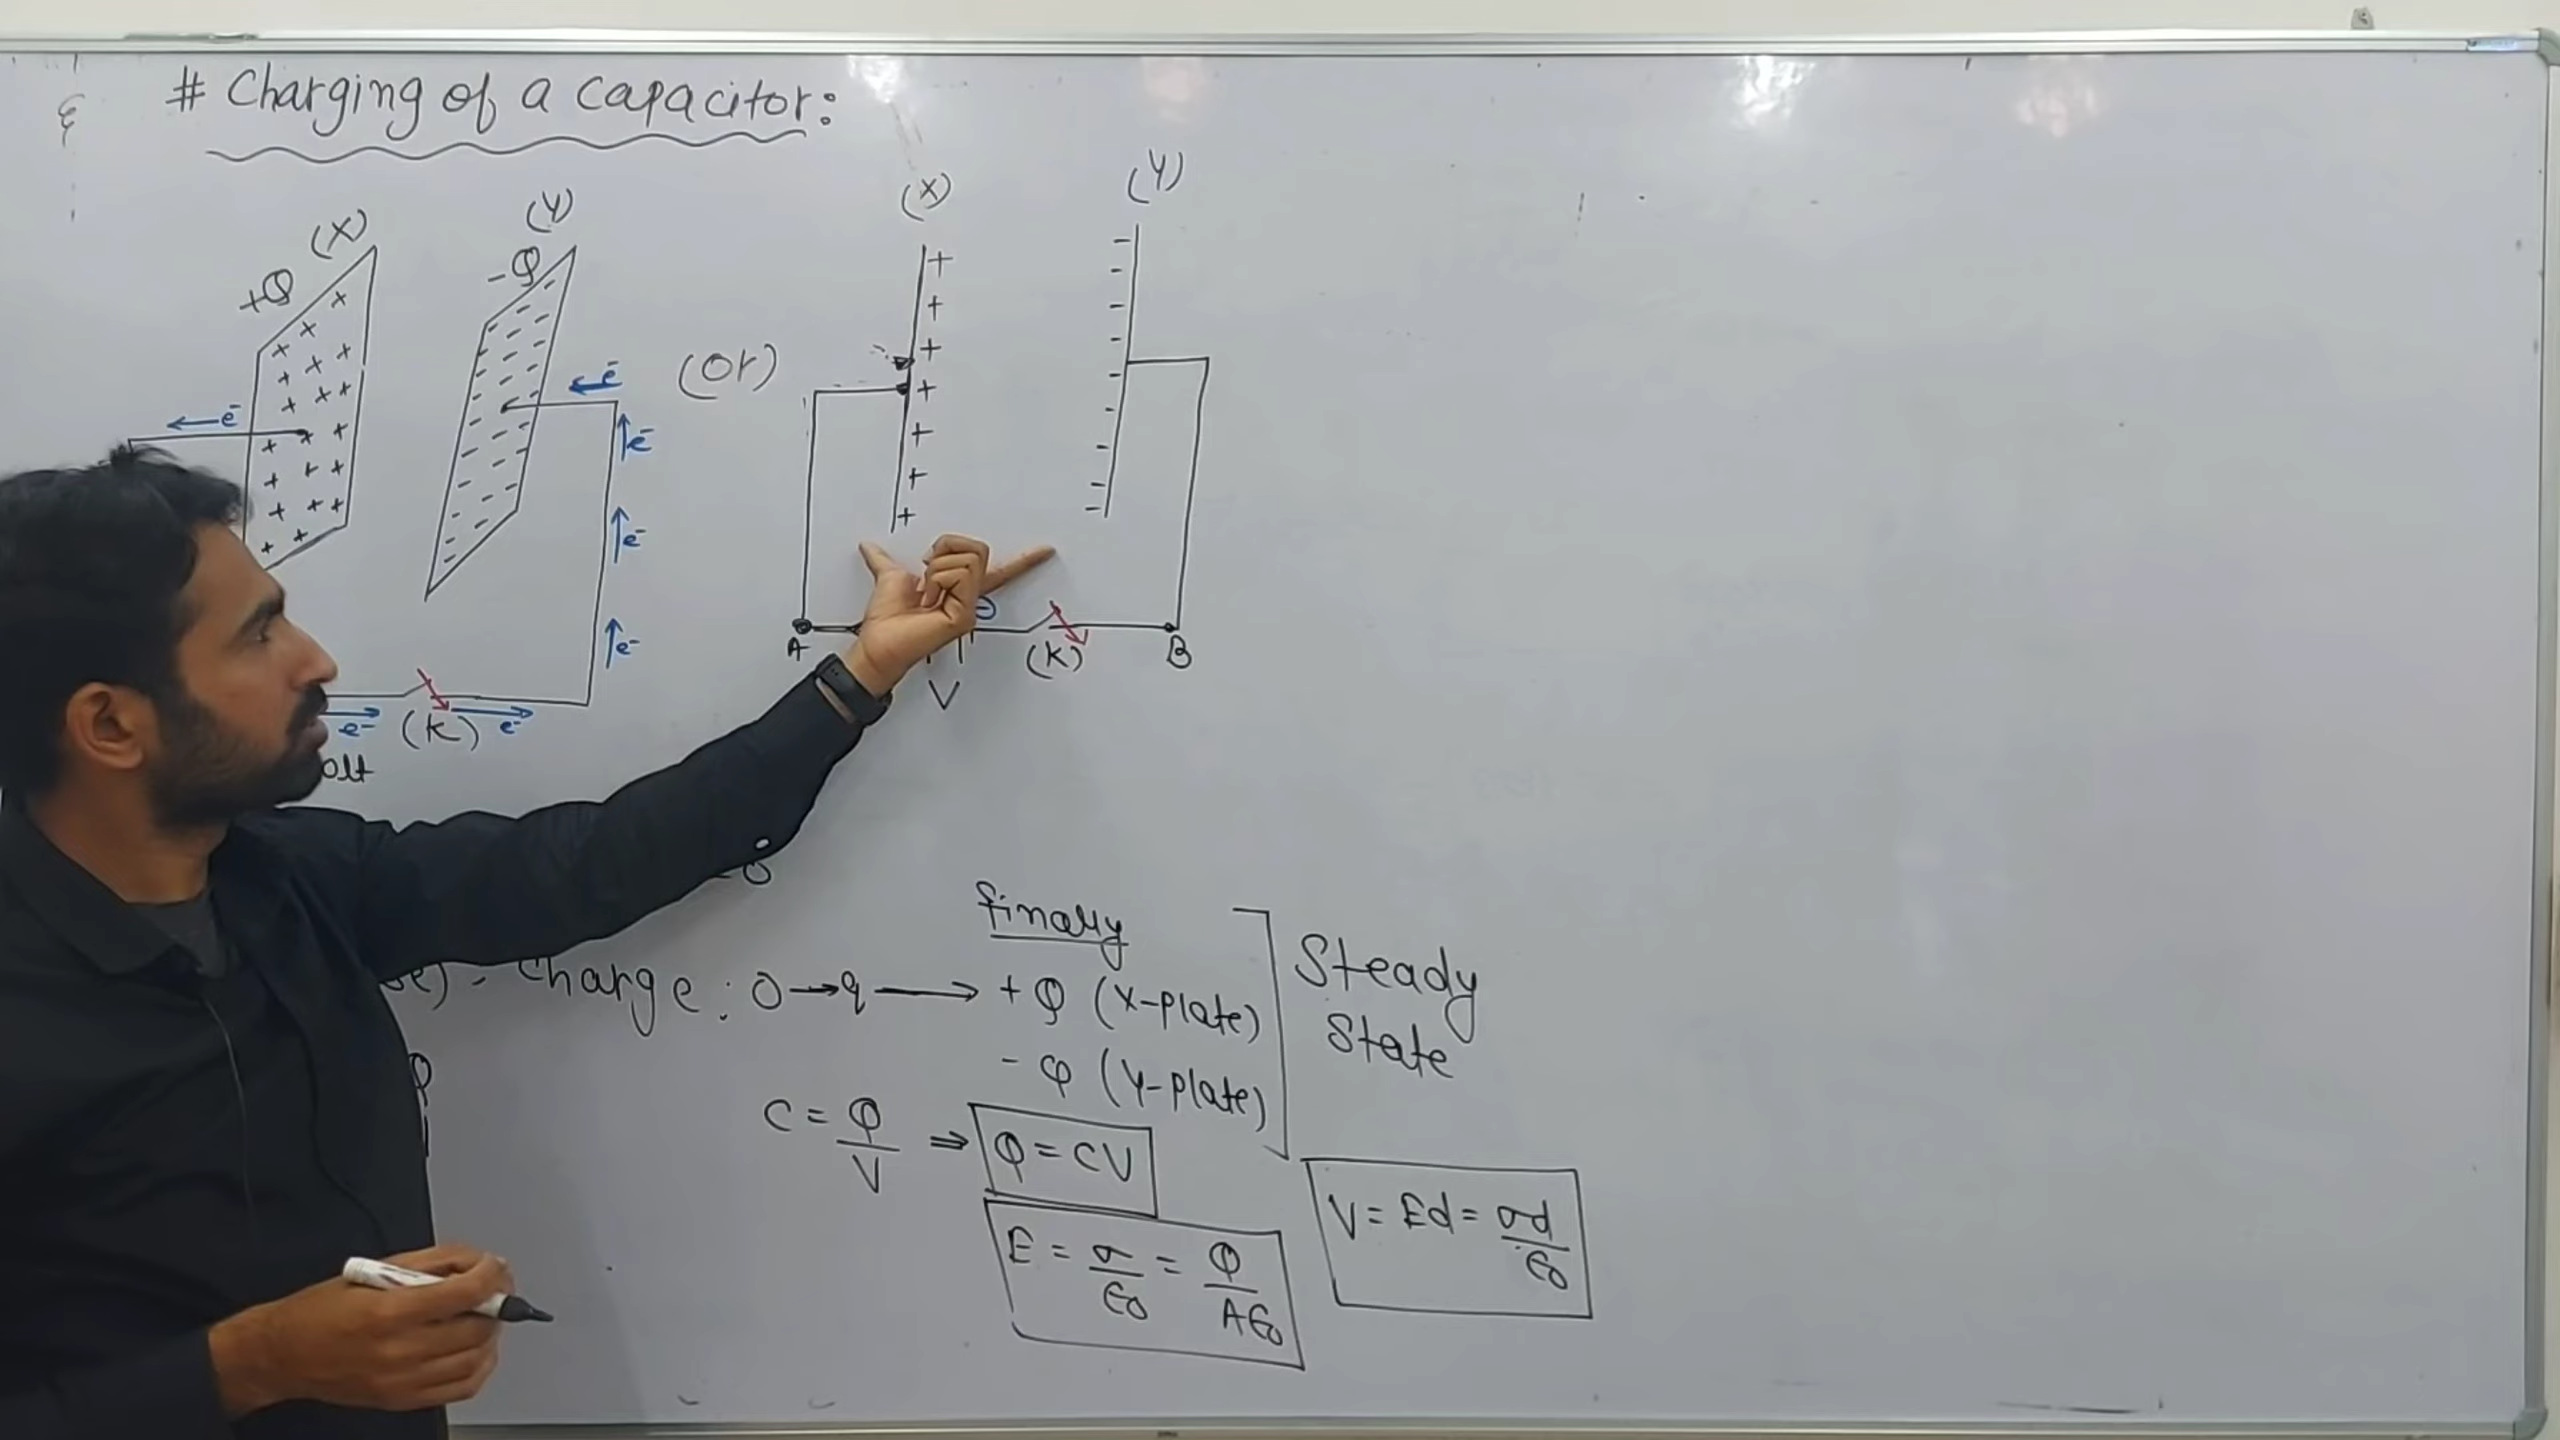 # Charging of a capacitor:
(X)
(Y)
+Q
-Q
e⁻
e⁻
e⁻
e⁻
e⁻
e⁻
(K)
e⁻
(or)
(X)
(Y)
+
+
+
+
+
+
+
-
-
-
-
-
-
-
-
-
A
V
(K)
B
finally
Charge : 0→q⟶ +Q (X-plate)
-Q (Y-plate)
Steady
State
C = Q/V ⇒ Q = CV
E = σ/ε₀ = Q/Aε₀
V = Ed = σd/ε₀